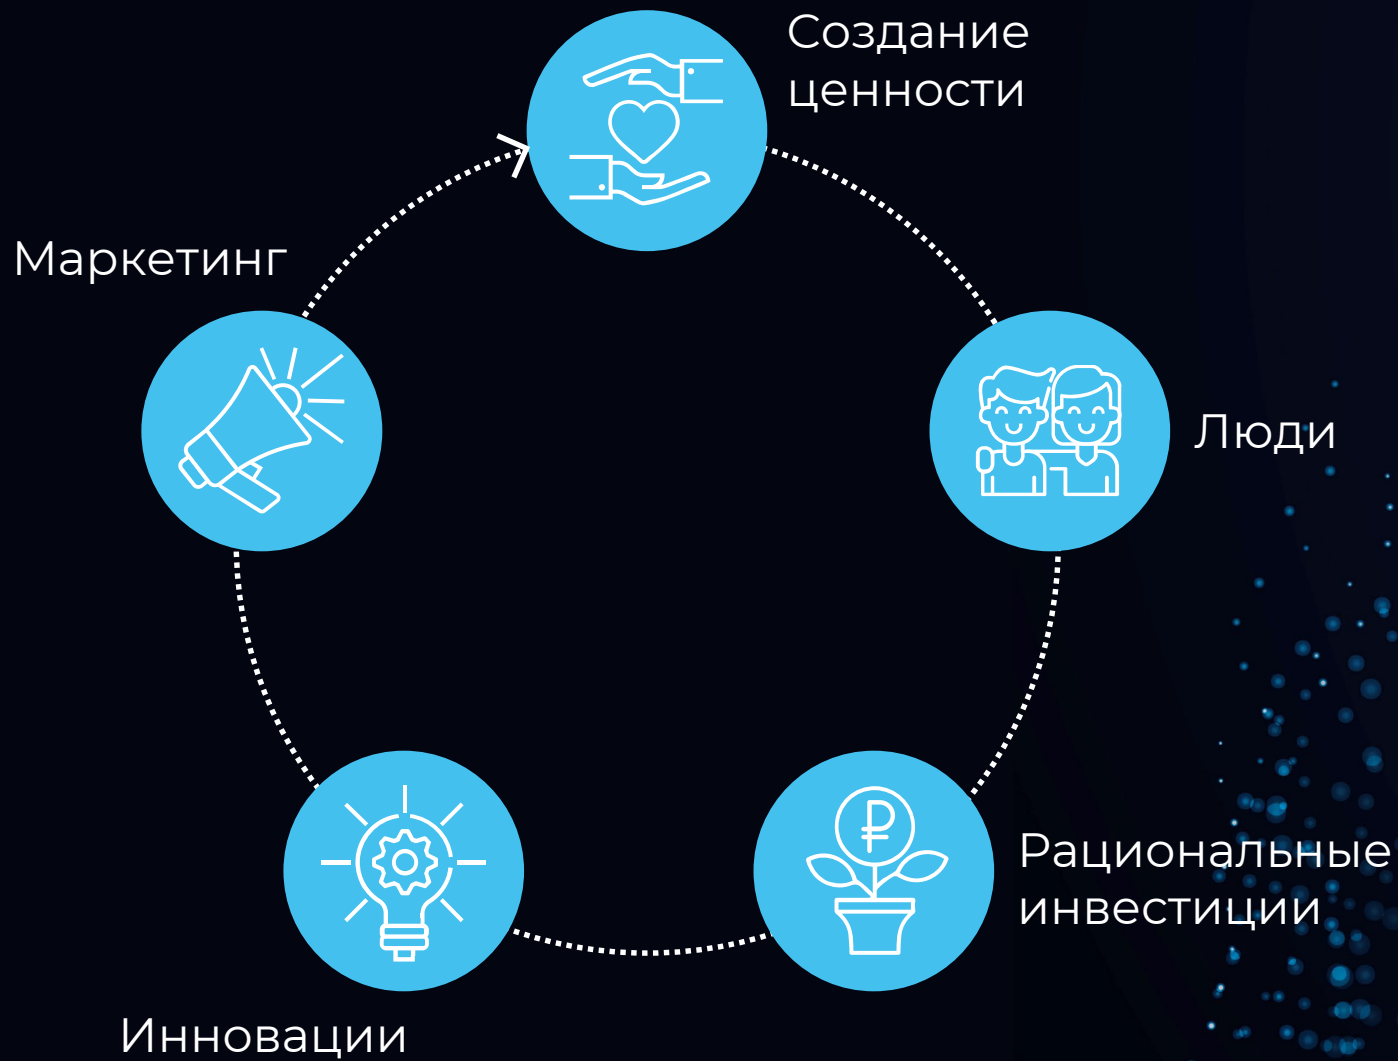 Создание
ценности
Маркетинг
Люди
Рациональные
инвестиции
Инновации